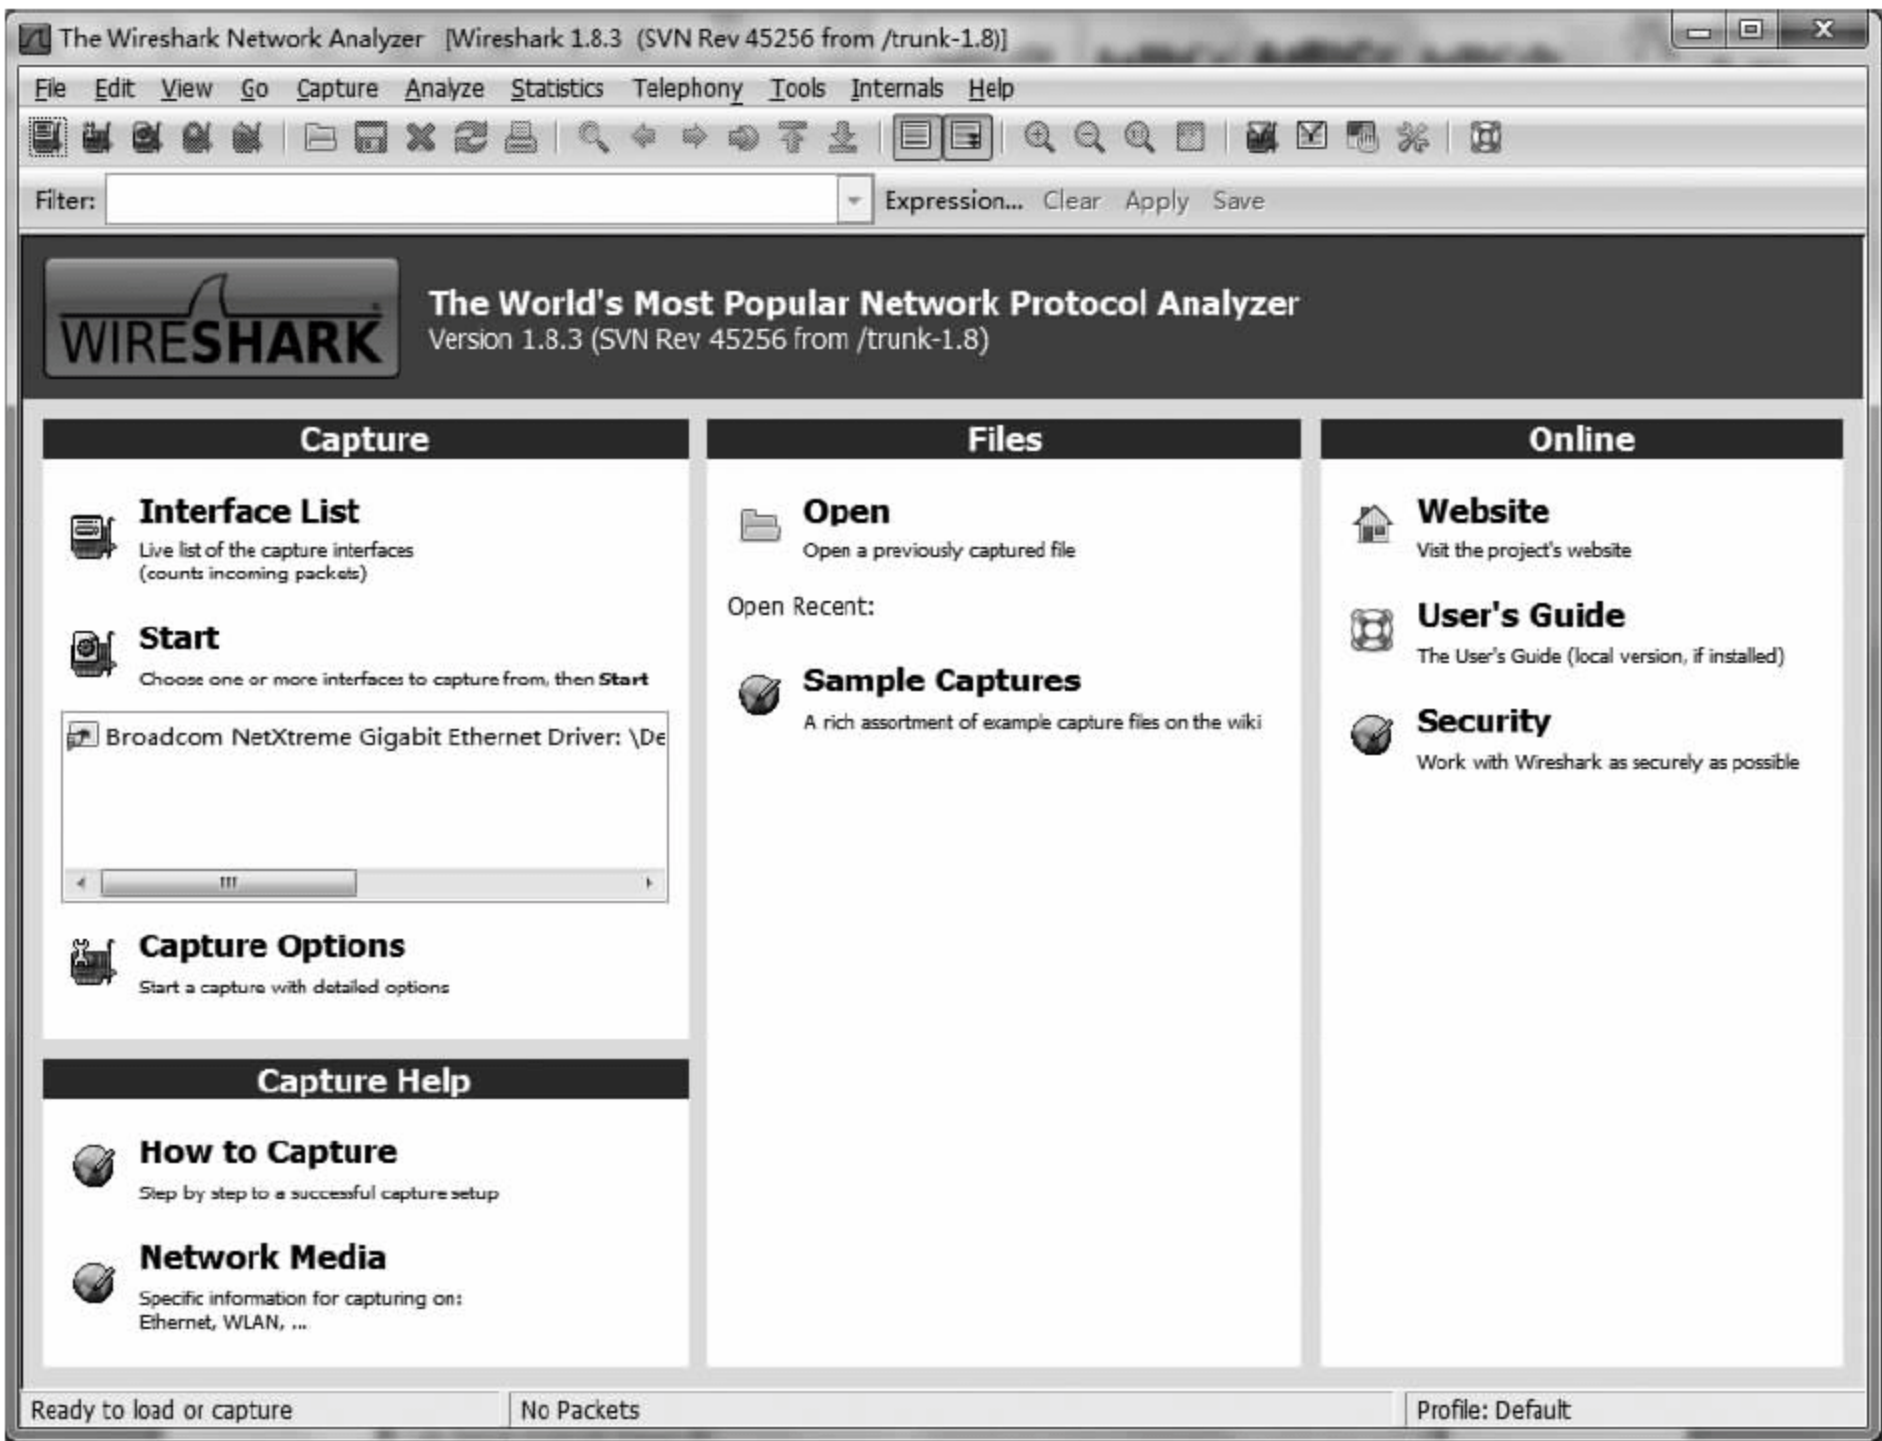 The Wireshark Network Analyzer [Wireshark 1.8.3 (SVN Rev 45256 from /trunk-1.8)]
File Edit View Go Capture Analyze Statistics Telephony Tools Internals Help
Filter: Expression... Clear Apply Save
WIRESHARK
The World's Most Popular Network Protocol Analyzer
Version 1.8.3 (SVN Rev 45256 from /trunk-1.8)
Capture
Interface List
Live list of the capture interfaces
(counts incoming packets)
Start
Choose one or more interfaces to capture from, then Start
Broadcom NetXtreme Gigabit Ethernet Driver: \De
Capture Options
Start a capture with detailed options
Capture Help
How to Capture
Step by step to a successful capture setup
Network Media
Specific information for capturing on:
Ethernet, WLAN, ...
Files
Open
Open a previously captured file
Open Recent:
Sample Captures
A rich assortment of example capture files on the wiki
Online
Website
Visit the project's website
User's Guide
The User's Guide (local version, if installed)
Security
Work with Wireshark as securely as possible
Ready to load or capture
No Packets
Profile: Default